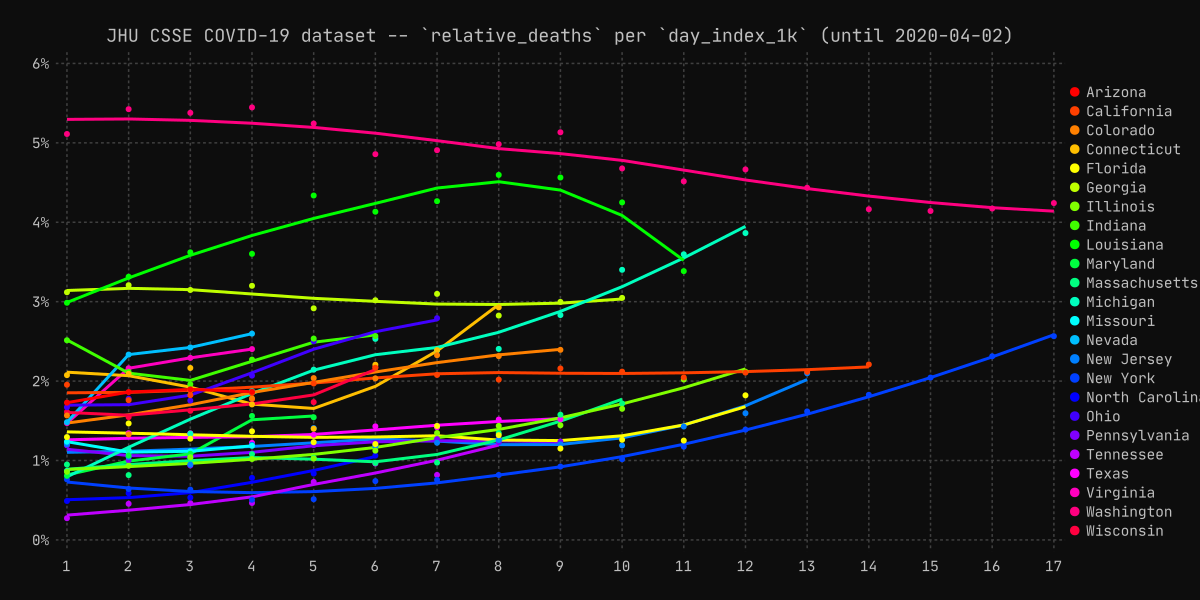 JHU CSSE COVID-19 dataset -- `relative_deaths` per `day_index_1k` (until 2020-04-02)
6%
5%
4%
3%
2%
1%
0%
1 2 3 4 5 6 7 8 9 10 11 12 13 14 15 16 17
Arizona
California
Colorado
Connecticut
Florida
Georgia
Illinois
Indiana
Louisiana
Maryland
Massachusetts
Michigan
Missouri
Nevada
New Jersey
New York
North Carolin
Ohio
Pennsylvania
Tennessee
Texas
Virginia
Washington
Wisconsin